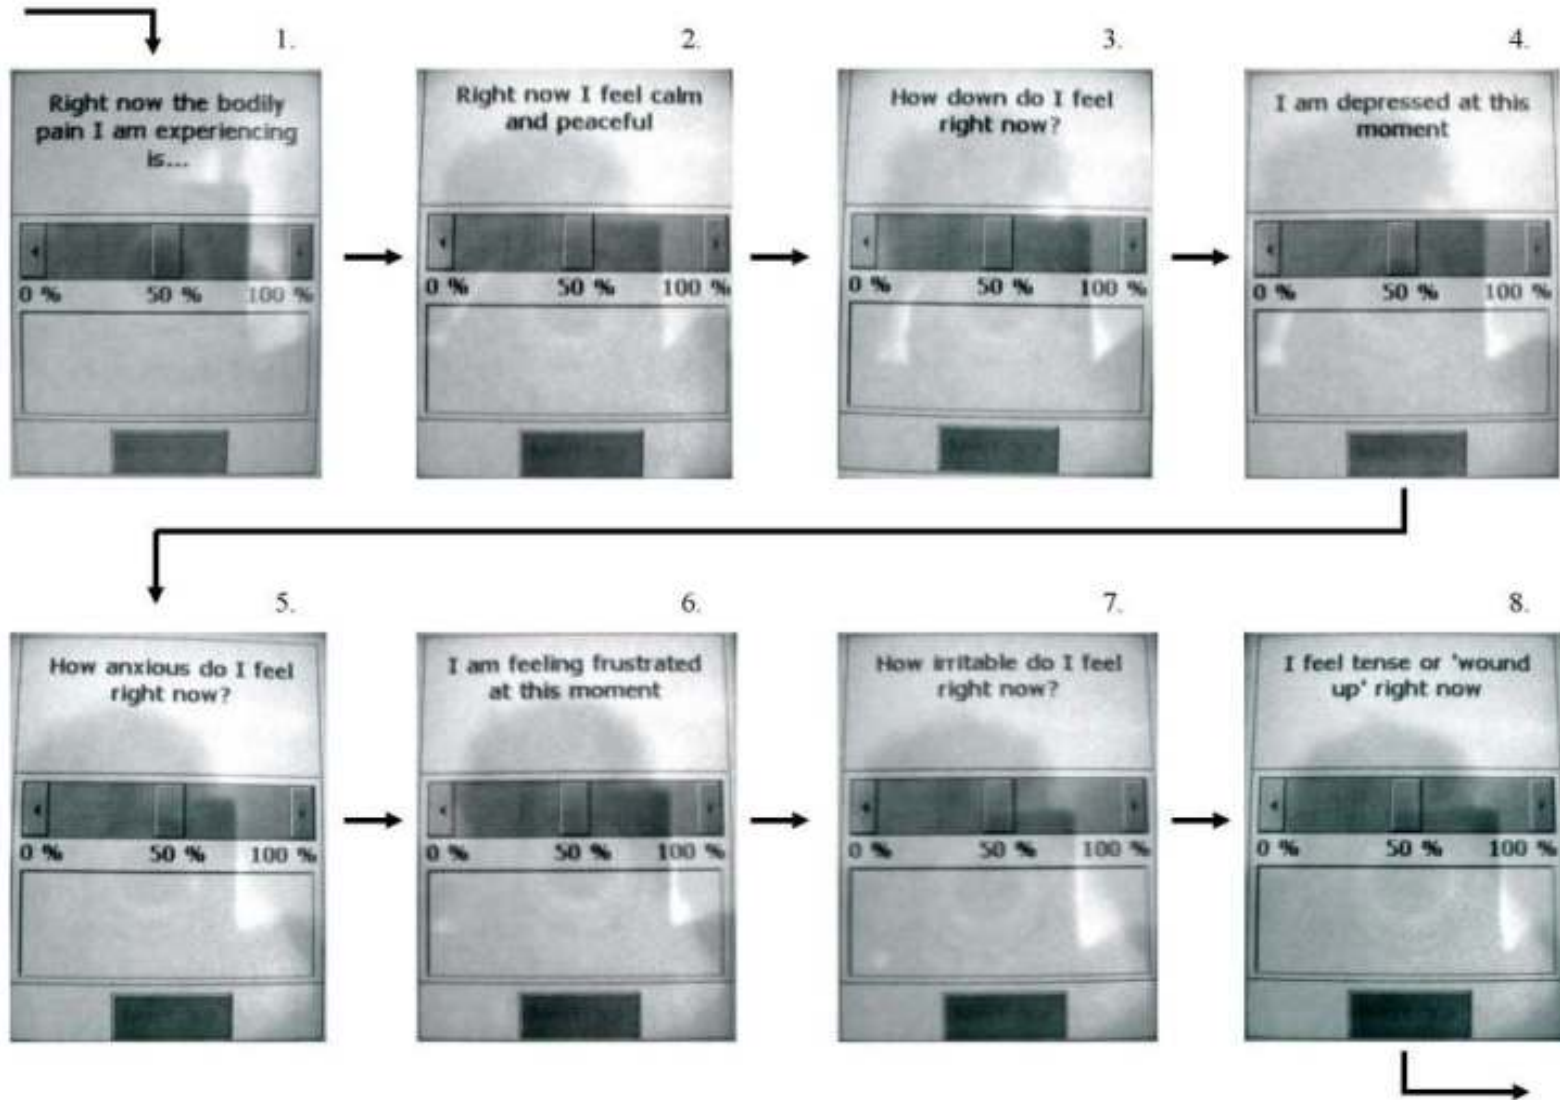 1.
Right now the bodily
pain I am experiencing
is...
0 % 50 % 100 %
2.
Right now I feel calm
and peaceful
0 % 50 % 100 %
3.
How down do I feel
right now?
0 % 50 % 100 %
4.
I am depressed at this
moment
0 % 50 % 100 %
5.
How anxious do I feel
right now?
0 % 50 % 100 %
6.
I am feeling frustrated
at this moment
0 % 50 % 100 %
7.
How irritable do I feel
right now?
0 % 50 % 100 %
8.
I feel tense or 'wound
up' right now
0 % 50 % 100 %